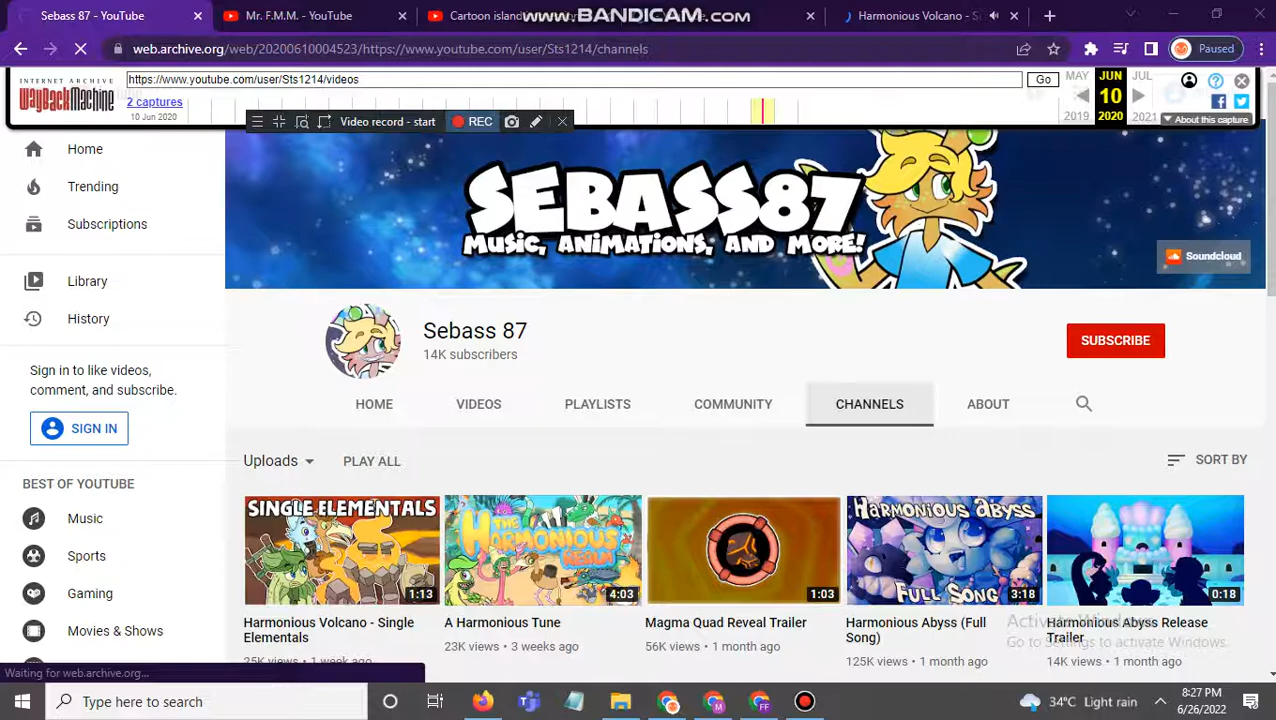 Sebass 87 - YouTube
Mr. F.M.M. - YouTube
Cartoon island
www.BANDICAM.com
Harmonious Volcano - S
web.archive.org/web/20200610004523/https://www.youtube.com/user/Sts1214/channels
Paused
INTERNET ARCHIVE
WayBackMachine
https://www.youtube.com/user/Sts1214/videos
Go
MAY
JUN
JUL
2 captures
10
10 Jun 2020
2019
2020
2021
About this capture
Video record - start
REC
Home
Trending
Subscriptions
Library
History
Sign in to like videos,
comment, and subscribe.
SIGN IN
BEST OF YOUTUBE
Music
Sports
Gaming
Movies & Shows
SEBASS87
MUSIC, ANIMATIONS, AND MORE!
Soundcloud
Sebass 87
14K subscribers
SUBSCRIBE
HOME
VIDEOS
PLAYLISTS
COMMUNITY
CHANNELS
ABOUT
Uploads
PLAY ALL
SORT BY
SINGLE ELEMENTALS
1:13
THE HARMONIOUS REALM
4:03
1:03
HARMONIOUS ABYSS
FULL SONG
3:18
0:18
Harmonious Volcano - Single
Elementals
25K views • 1 week ago
A Harmonious Tune
23K views • 3 weeks ago
Magma Quad Reveal Trailer
56K views • 1 month ago
Harmonious Abyss (Full
Song)
125K views • 1 month ago
Harmonious Abyss Release
Trailer
14K views • 1 month ago
Activate Windows
Go to Settings to activate Windows.
Waiting for web.archive.org...
Type here to search
34°C Light rain
8:27 PM
6/26/2022